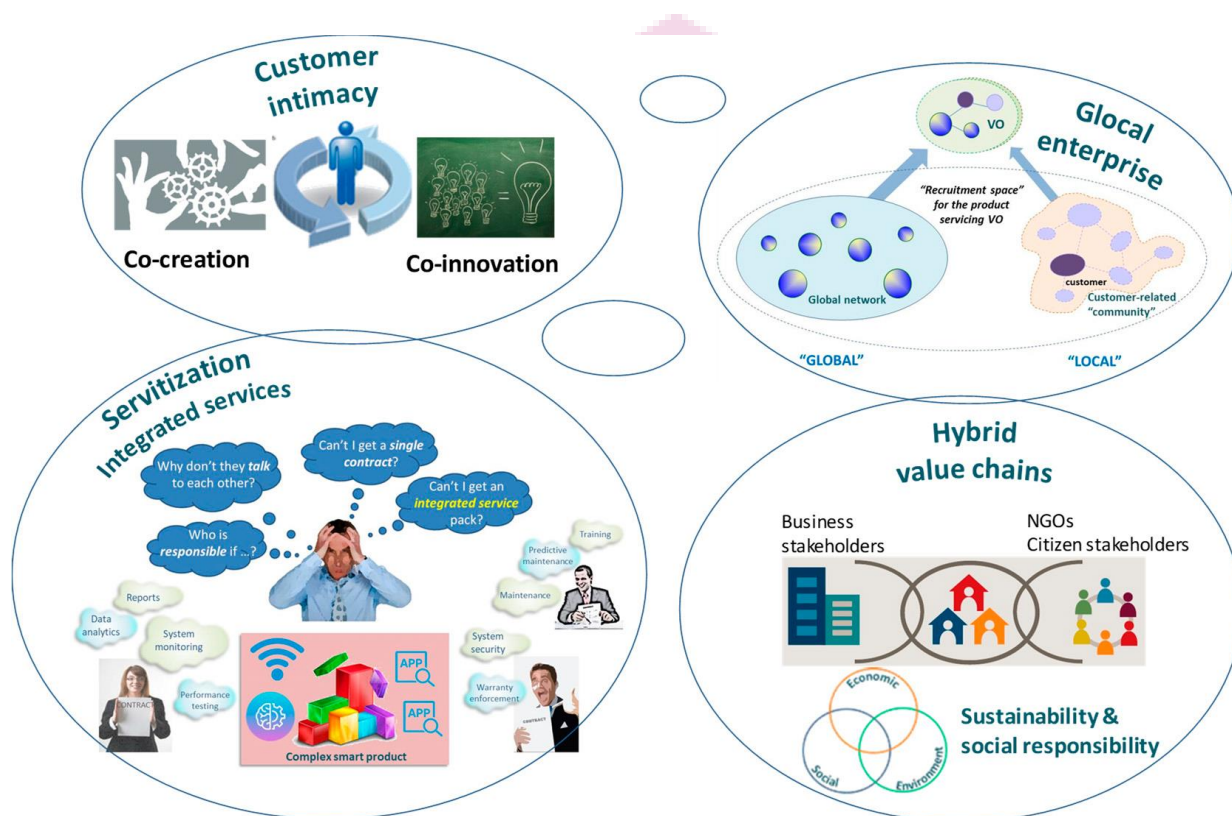 Customer
intimacy
Co-creation
Co-innovation
Glocal
enterprise
VO
“Recruitment space”
for the product
servicing VO
Global network
customer
Customer-related
“community”
“GLOBAL”
“LOCAL”
Servitization
Integrated services
Why don’t they talk
to each other?
Can’t I get a single
contract?
Can’t I get an
integrated service
pack?
Who is
responsible if …?
Reports
Data
analytics
System
monitoring
Performance
testing
CONTRACT
Training
Predictive
maintenance
Maintenance
System
security
Warranty
enforcement
CONTRACT
APP
APP
Complex smart product
Hybrid
value chains
Business
stakeholders
NGOs
Citizen stakeholders
Economic
Social
Environment
Sustainability &
social responsibility